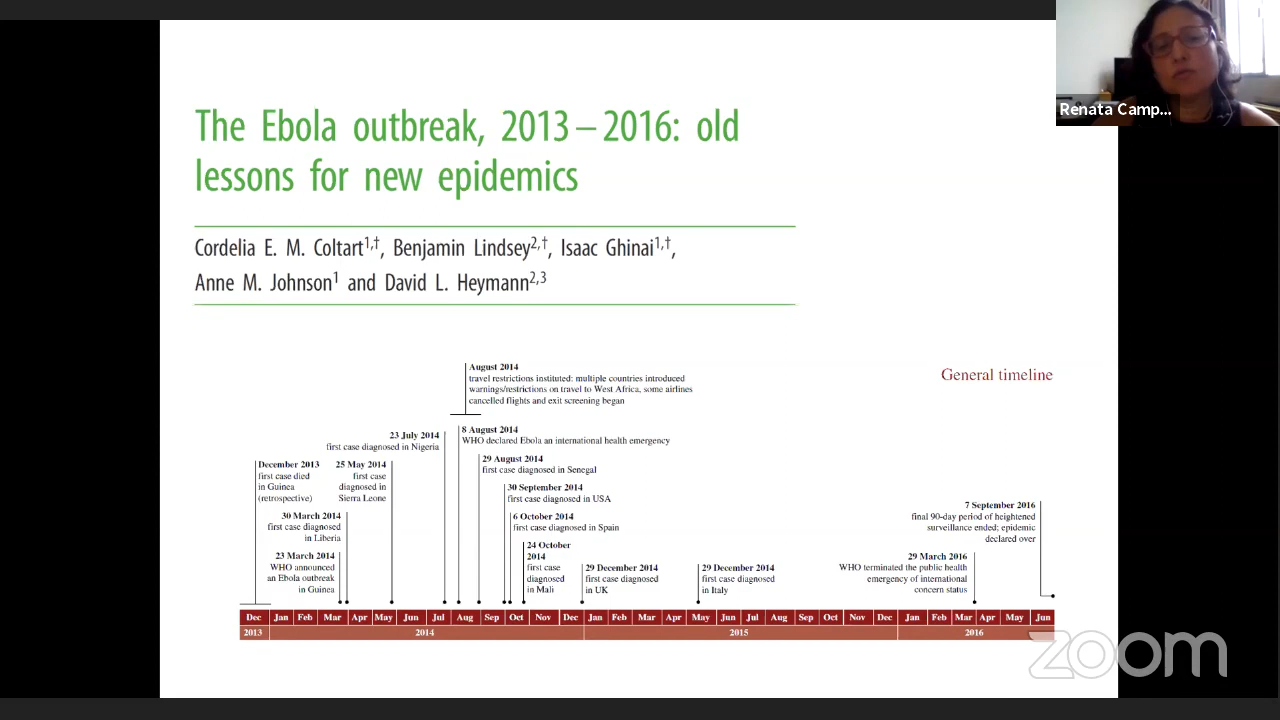 The Ebola outbreak, 2013–2016: old
lessons for new epidemics
Cordelia E. M. Coltart1,†, Benjamin Lindsey2,†, Isaac Ghinai1,†,
Anne M. Johnson1 and David L. Heymann2,3
Renata Camp...
General timeline
August 2014
travel restrictions instituted: multiple countries introduced
warnings/restrictions on travel to West Africa, some airlines
cancelled flights and exit screening began
23 July 2014
first case diagnosed in Nigeria
8 August 2014
WHO declared Ebola an international health emergency
December 2013
first case died
in Guinea
(retrospective)
25 May 2014
first case
diagnosed in
Sierra Leone
29 August 2014
first case diagnosed in Senegal
30 September 2014
first case diagnosed in USA
30 March 2014
first case diagnosed
in Liberia
6 October 2014
first case diagnosed in Spain
7 September 2016
final 90-day period of heightened
surveillance ended; epidemic
declared over
23 March 2014
WHO announced
an Ebola outbreak
in Guinea
24 October
2014
first case
diagnosed
in Mali
29 December 2014
first case diagnosed
in UK
29 December 2014
first case diagnosed
in Italy
29 March 2016
WHO terminated the public health
emergency of international
concern status
Dec Jan Feb Mar Apr May Jun Jul Aug Sep Oct Nov Dec Jan Feb Mar Apr May Jun Jul Aug Sep Oct Nov Dec Jan Feb Mar Apr May Jun
2013 2014 2015 2016
zoom